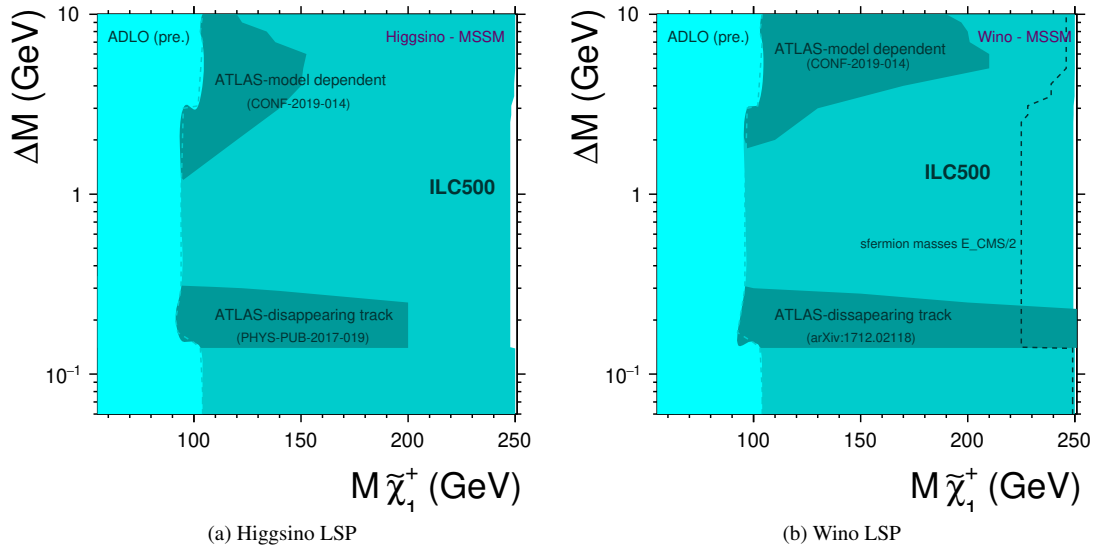 10
1
10⁻¹
ΔM (GeV)
ADLO (pre.)
Higgsino - MSSM
ATLAS-model dependent
(CONF-2019-014)
ILC500
ATLAS-disappearing track
(PHYS-PUB-2017-019)
100
150
200
250
M χ̃₁⁺ (GeV)
(a) Higgsino LSP
10
1
10⁻¹
ΔM (GeV)
ADLO (pre.)
Wino - MSSM
ATLAS-model dependent
(CONF-2019-014)
ILC500
sfermion masses E_CMS/2
ATLAS-dissapearing track
(arXiv:1712.02118)
100
150
200
250
M χ̃₁⁺ (GeV)
(b) Wino LSP